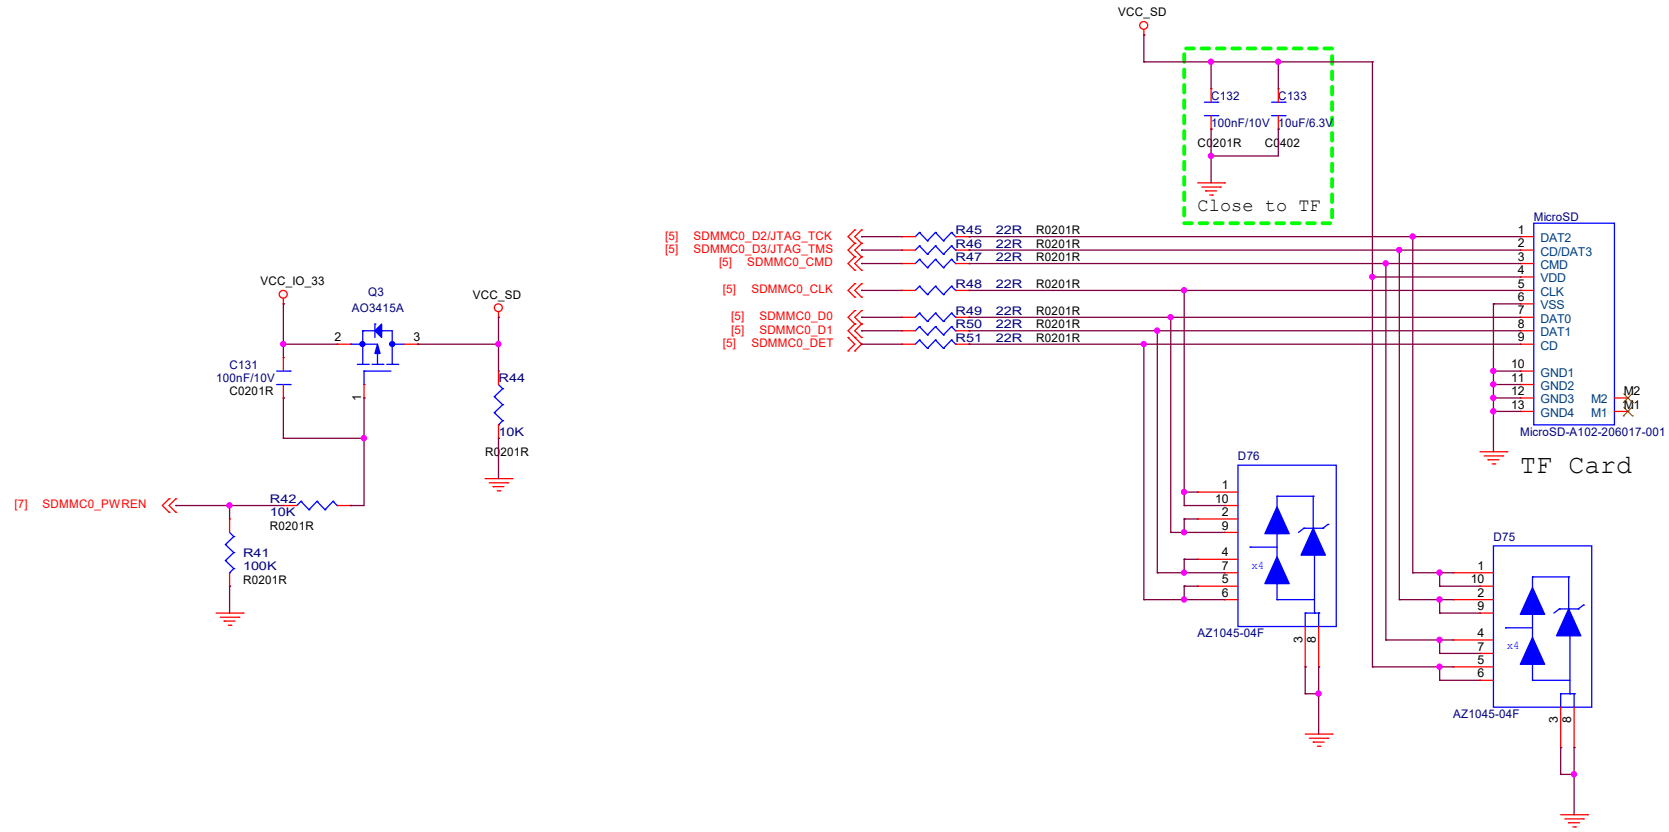 VCC_SD
C132
C133
100nF/10V
10uF/6.3V
C0201R
C0402
Close to TF
MicroSD
[5] SDMMC0_D2/JTAG_TCK R45 22R R0201R 1 DAT2
[5] SDMMC0_D3/JTAG_TMS R46 22R R0201R 2 CD/DAT3
[5] SDMMC0_CMD R47 22R R0201R 3 CMD
4 VDD
[5] SDMMC0_CLK R48 22R R0201R 5 CLK
6 VSS
[5] SDMMC0_D0 R49 22R R0201R 7 DAT0
[5] SDMMC0_D1 R50 22R R0201R 8 DAT1
[5] SDMMC0_DET R51 22R R0201R 9 CD
10 GND1
11 GND2
12 GND3 M2 M2
13 GND4 M1 M1
MicroSD-A102-206017-001
TF Card
VCC_IO_33
Q3
AO3415A
VCC_SD
2
3
1
C131
100nF/10V
C0201R
R44
10K
R0201R
[7] SDMMC0_PWREN
R42
10K
R0201R
R41
100K
R0201R
D76
1
10
2
9
4
7
5
6
x4
AZ1045-04F
3
8
D75
1
10
2
9
4
7
5
6
x4
AZ1045-04F
3
8